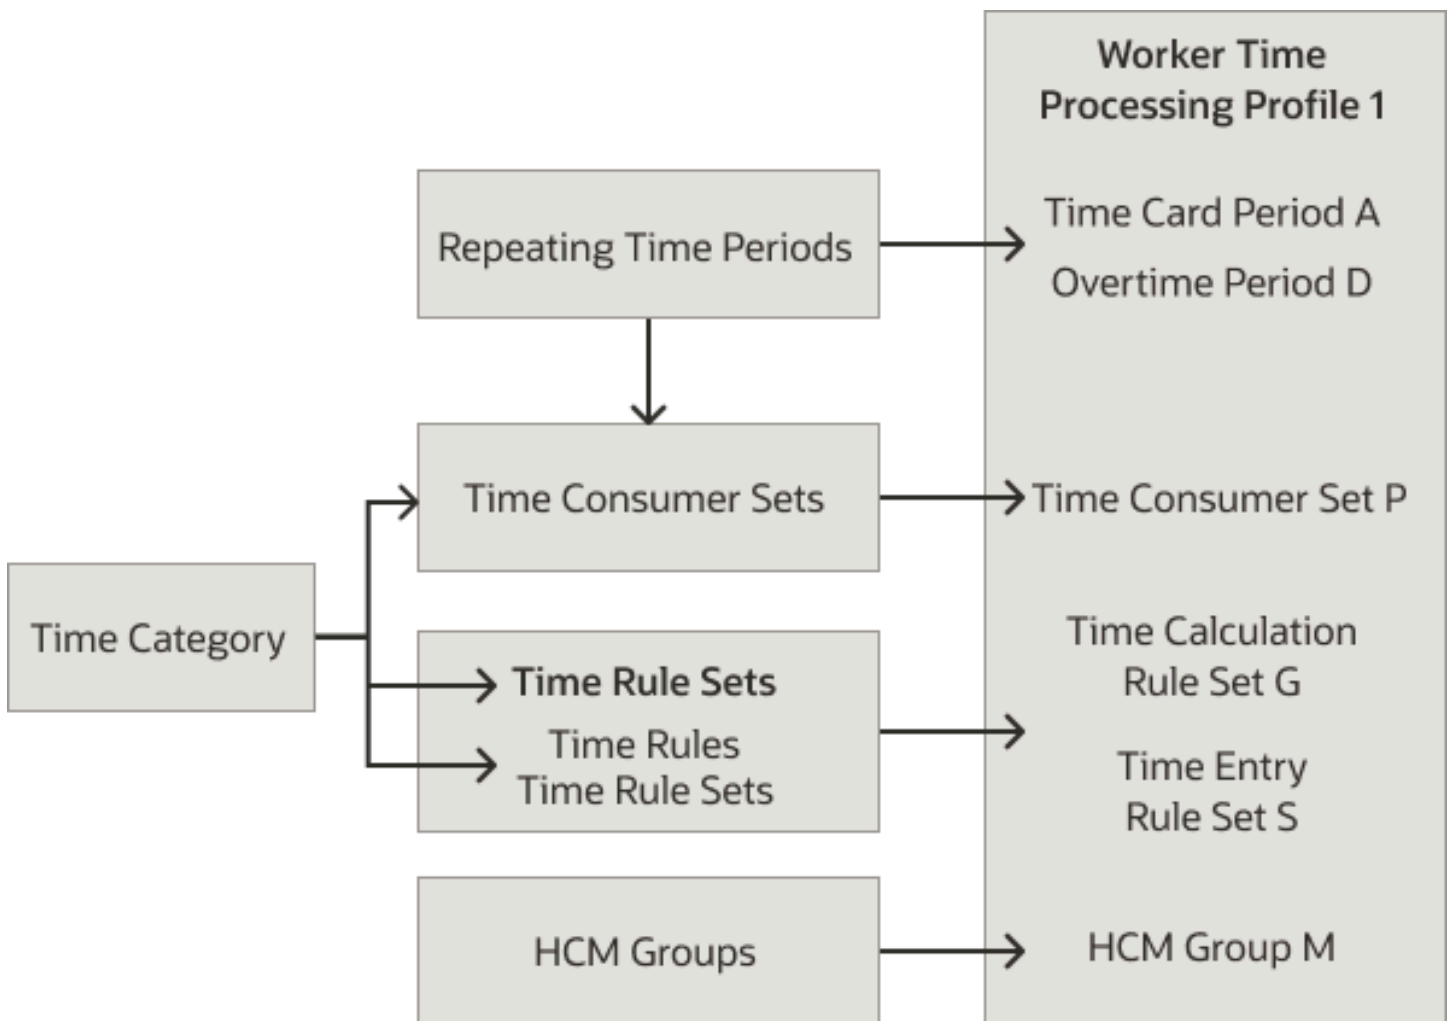 Worker Time
Processing Profile 1
Repeating Time Periods
Time Card Period A
Overtime Period D
Time Consumer Sets
Time Consumer Set P
Time Category
Time Rule Sets
Time Rules
Time Rule Sets
Time Calculation
Rule Set G
Time Entry
Rule Set S
HCM Groups
HCM Group M